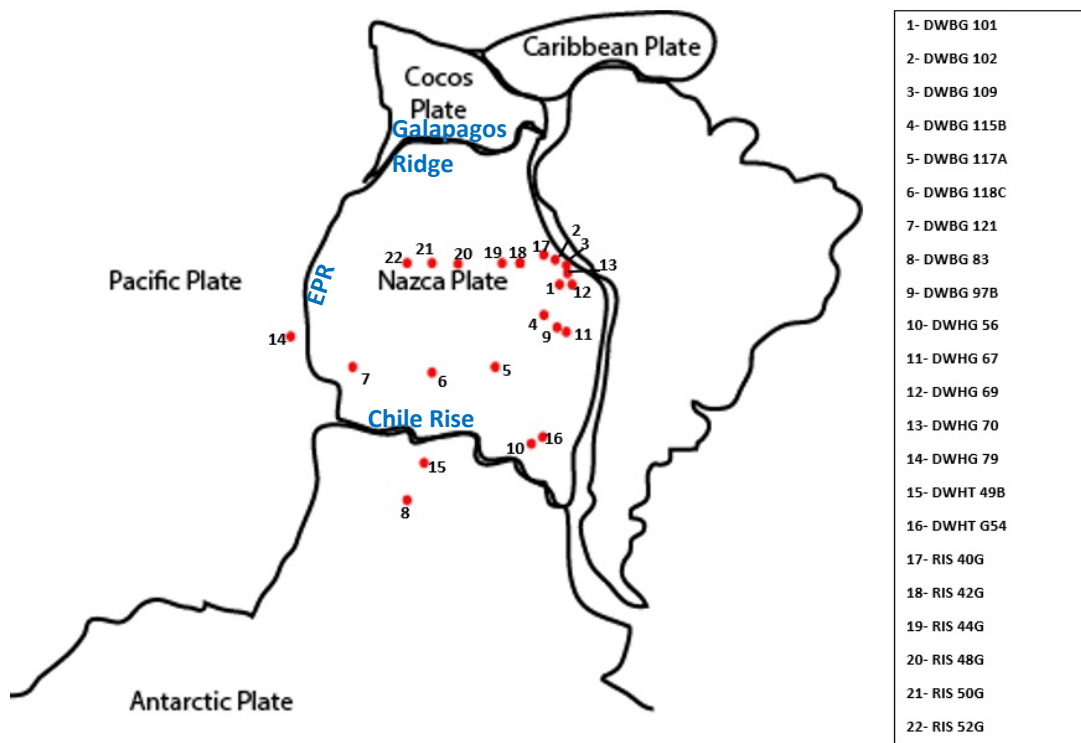 Caribbean Plate
Cocos
Plate
Galapagos
Ridge
Pacific Plate
EPR
Nazca Plate
Chile Rise
Antarctic Plate
2
3
17
13
22
21
20
19
18
1
12
4
9
11
14
7
6
5
10
16
15
8
1- DWBG 101
2- DWBG 102
3- DWBG 109
4- DWBG 115B
5- DWBG 117A
6- DWBG 118C
7- DWBG 121
8- DWBG 83
9- DWBG 97B
10- DWHG 56
11- DWHG 67
12- DWHG 69
13- DWHG 70
14- DWHG 79
15- DWHT 49B
16- DWHT G54
17- RIS 40G
18- RIS 42G
19- RIS 44G
20- RIS 48G
21- RIS 50G
22- RIS 52G